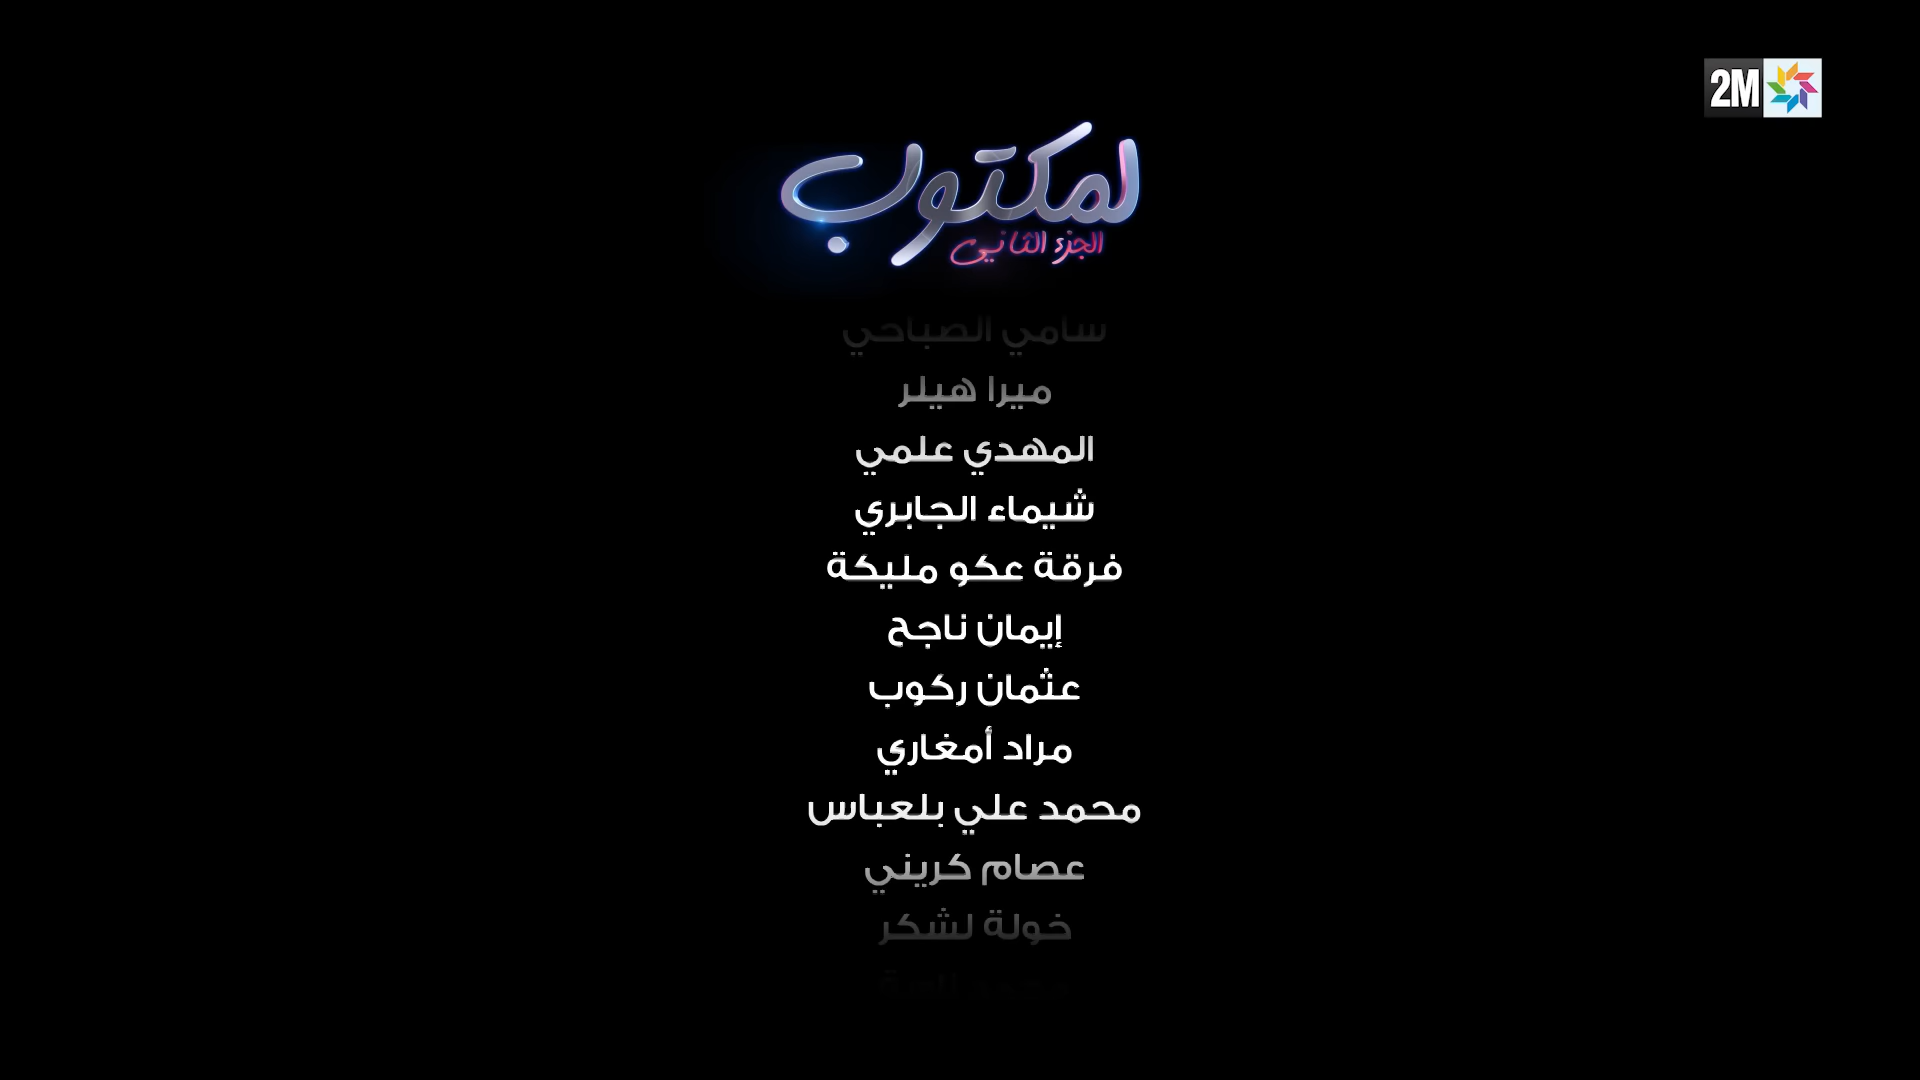 2M
لمكتوب
الجزء الثاني
سامي الصباحي
ميرا هيلر
المهدي علمي
شيماء الجابري
فرقة عكو مليكة
إيمان ناجح
عثمان ركوب
مراد أمغاري
محمد علي بلعباس
عصام كريني
خولة لشكر